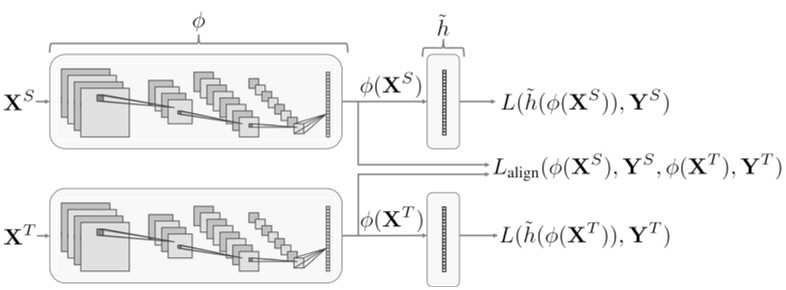 ϕ h̃
X^S ϕ(X^S) L(h̃(ϕ(X^S)), Y^S)
L_align(ϕ(X^S), Y^S, ϕ(X^T), Y^T)
X^T ϕ(X^T) L(h̃(ϕ(X^T)), Y^T)